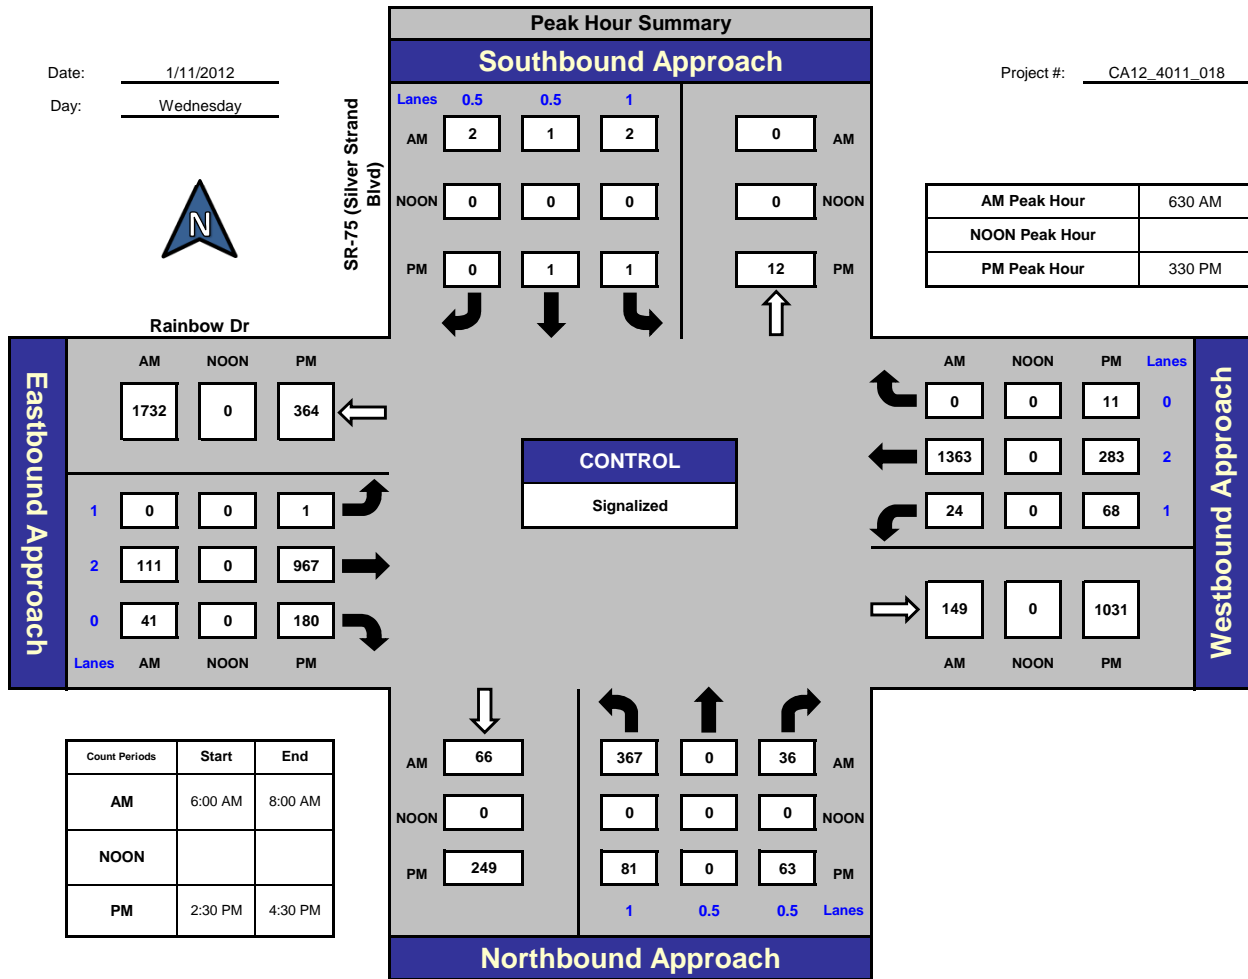 Peak Hour Summary
Southbound Approach
Date: 1/11/2012
Day: Wednesday
Project #: CA12_4011_018
SR-75 (Silver Strand
Blvd)
Lanes 0.5 0.5 1
AM 2 1 2 0 AM
NOON 0 0 0 0 NOON
PM 0 1 1 12 PM
N
AM Peak Hour 630 AM
NOON Peak Hour
PM Peak Hour 330 PM
Rainbow Dr
Eastbound Approach
AM NOON PM
1732 0 364
1 0 0 1
2 111 0 967
0 41 0 180
Lanes AM NOON PM
CONTROL
Signalized
AM NOON PM Lanes
0 0 11 0
1363 0 283 2
24 0 68 1
149 0 1031
AM NOON PM
Westbound Approach
Count Periods Start End
AM 6:00 AM 8:00 AM
NOON
PM 2:30 PM 4:30 PM
AM 66 367 0 36 AM
NOON 0 0 0 0 NOON
PM 249 81 0 63 PM
1 0.5 0.5 Lanes
Northbound Approach